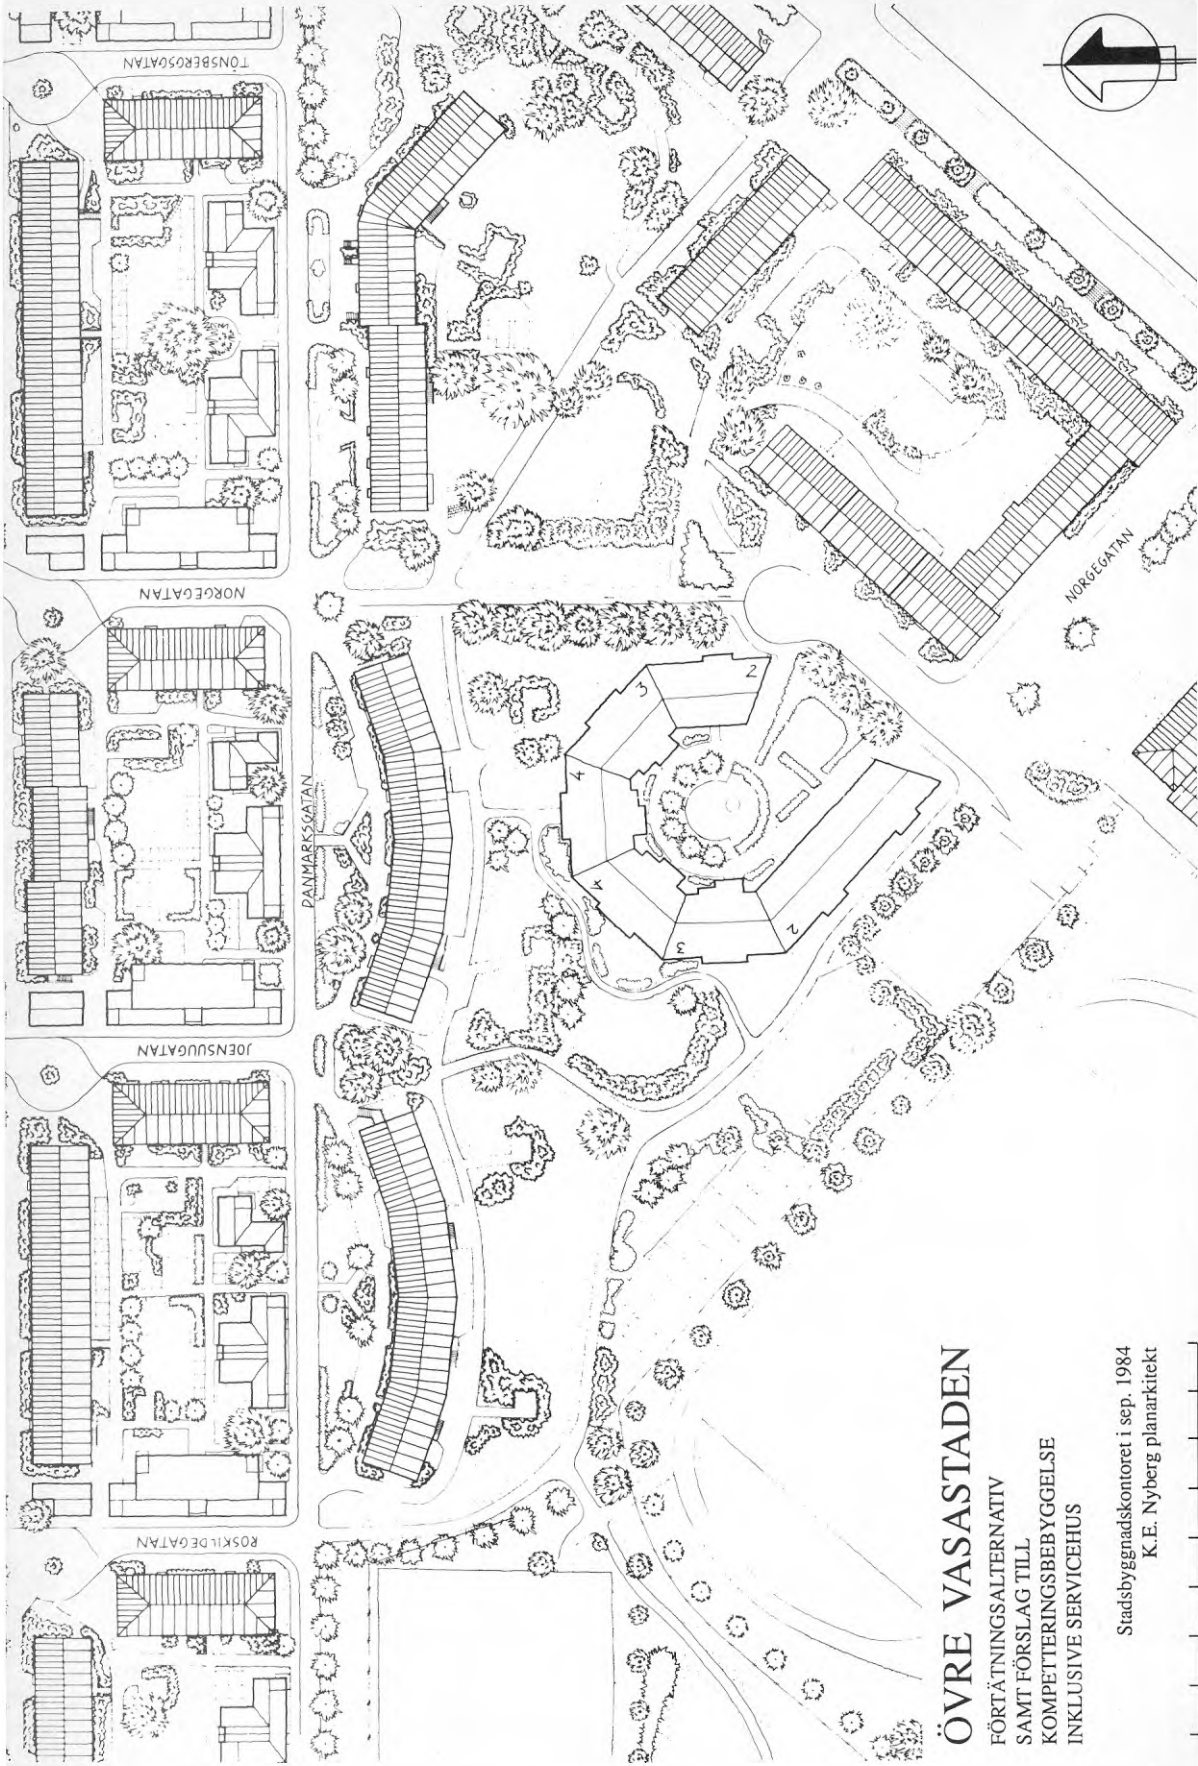 TÖNSBERGSGATAN
NORGEGATAN
JOENSUUGATAN
ROSKILDEGATAN
DANMARKSGATAN
NORGEGATAN
2
3
4
4
3
2
ÖVRE VASASTADEN
FÖRTÄTNINGSALTERNATIV
SAMT FÖRSLAG TILL
KOMPETTERINGSBEBYGGELSE
INKLUSIVE SERVICEHUS
Stadsbyggnadskontoret i sep. 1984
K.E. Nyberg planarkitekt